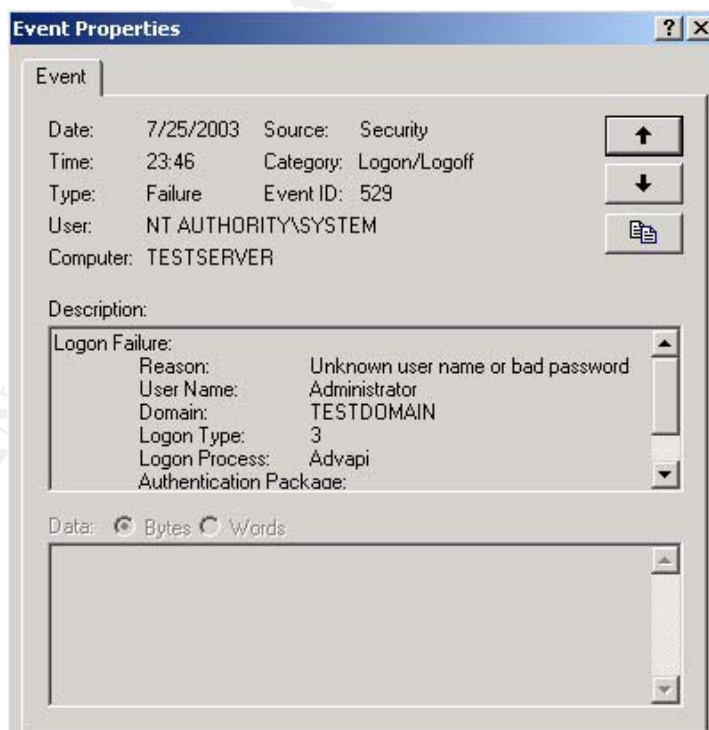 Event Properties
Event
Date: 7/25/2003 Source: Security
Time: 23:46 Category: Logon/Logoff
Type: Failure Event ID: 529
User: NT AUTHORITY\SYSTEM
Computer: TESTSERVER
Description:
Logon Failure:
Reason: Unknown user name or bad password
User Name: Administrator
Domain: TESTDOMAIN
Logon Type: 3
Logon Process: Advapi
Authentication Package:
Data: Bytes Words